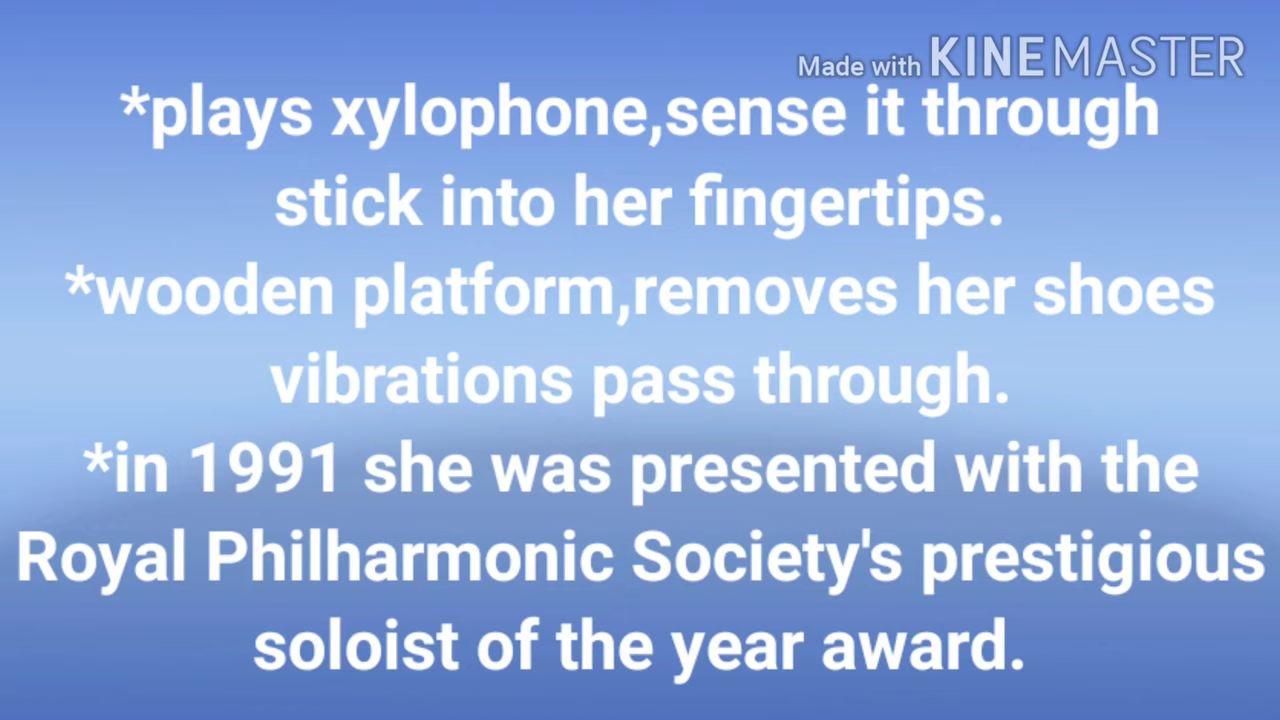 Made with KINEMASTER
*plays xylophone,sense it through
stick into her fingertips.
*wooden platform,removes her shoes
vibrations pass through.
*in 1991 she was presented with the
Royal Philharmonic Society's prestigious
soloist of the year award.